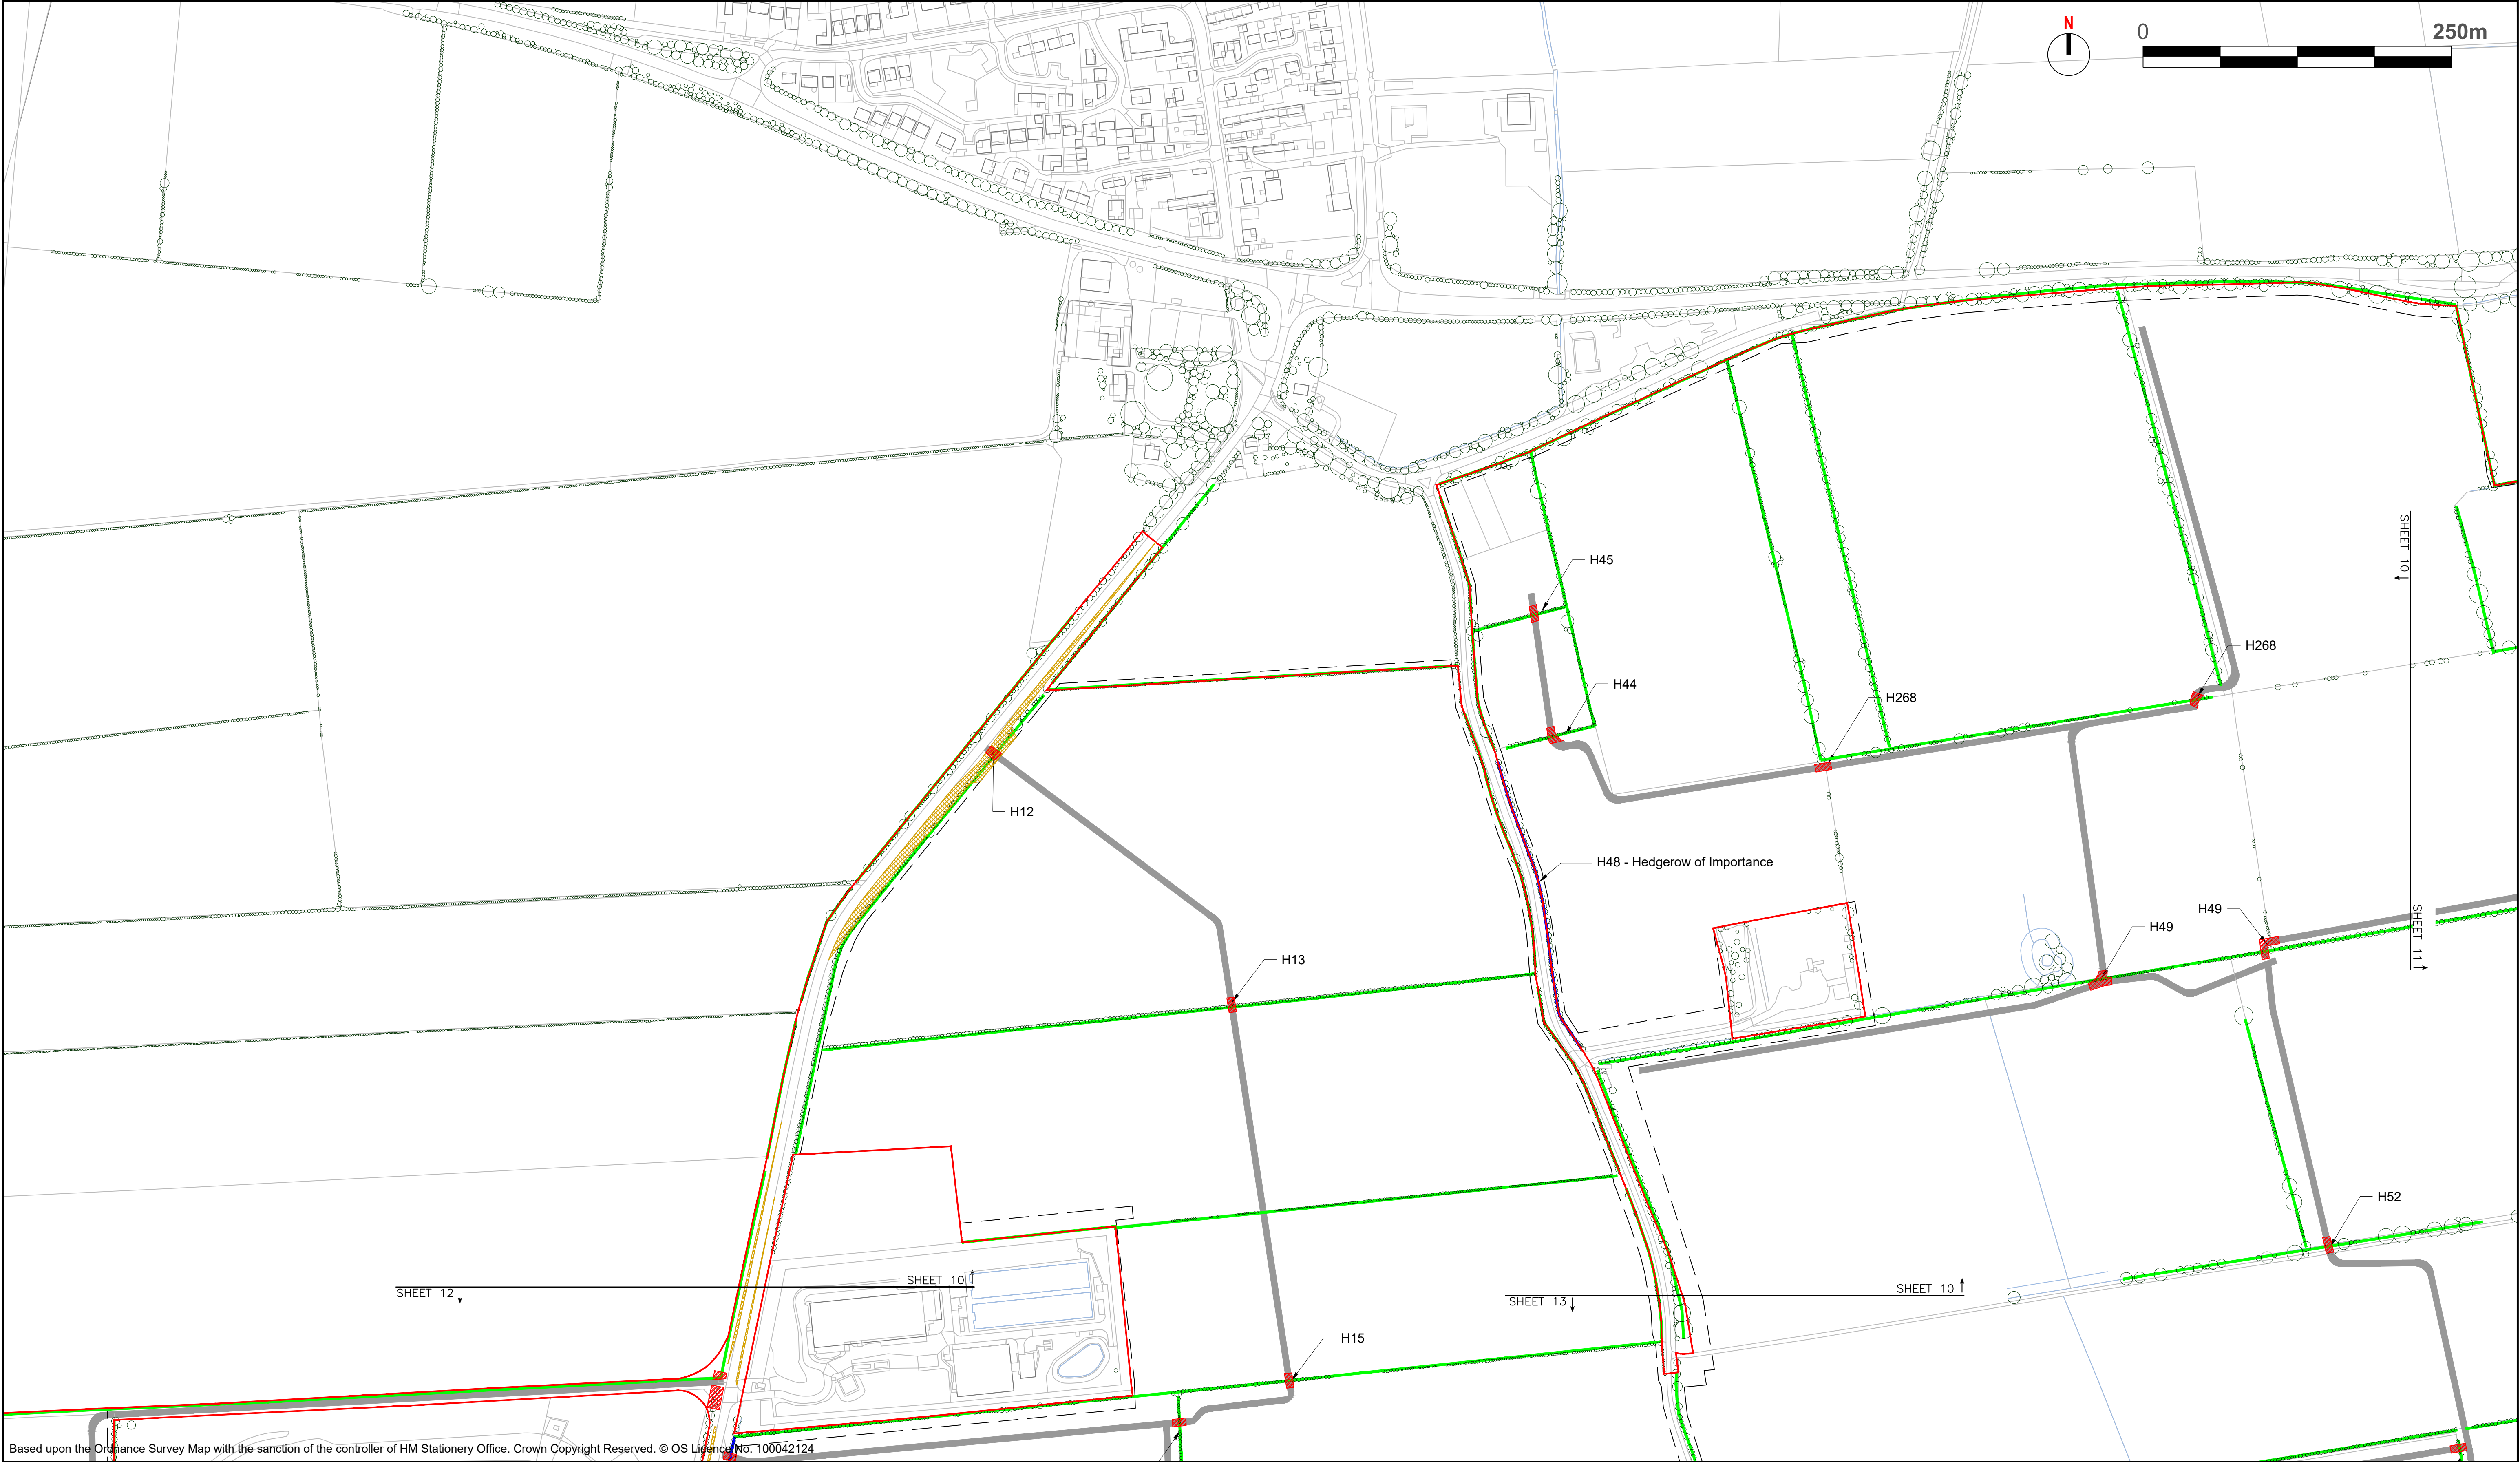 N
0
250m
SHEET 10
H45
H268
H44
H268
H12
H48 - Hedgerow of Importance
H49
H49
SHEET 11
H13
H52
SHEET 10
SHEET 12
SHEET 10
SHEET 13
H15
Based upon the Ordnance Survey Map with the sanction of the controller of HM Stationery Office. Crown Copyright Reserved. © OS Licence No. 100042124